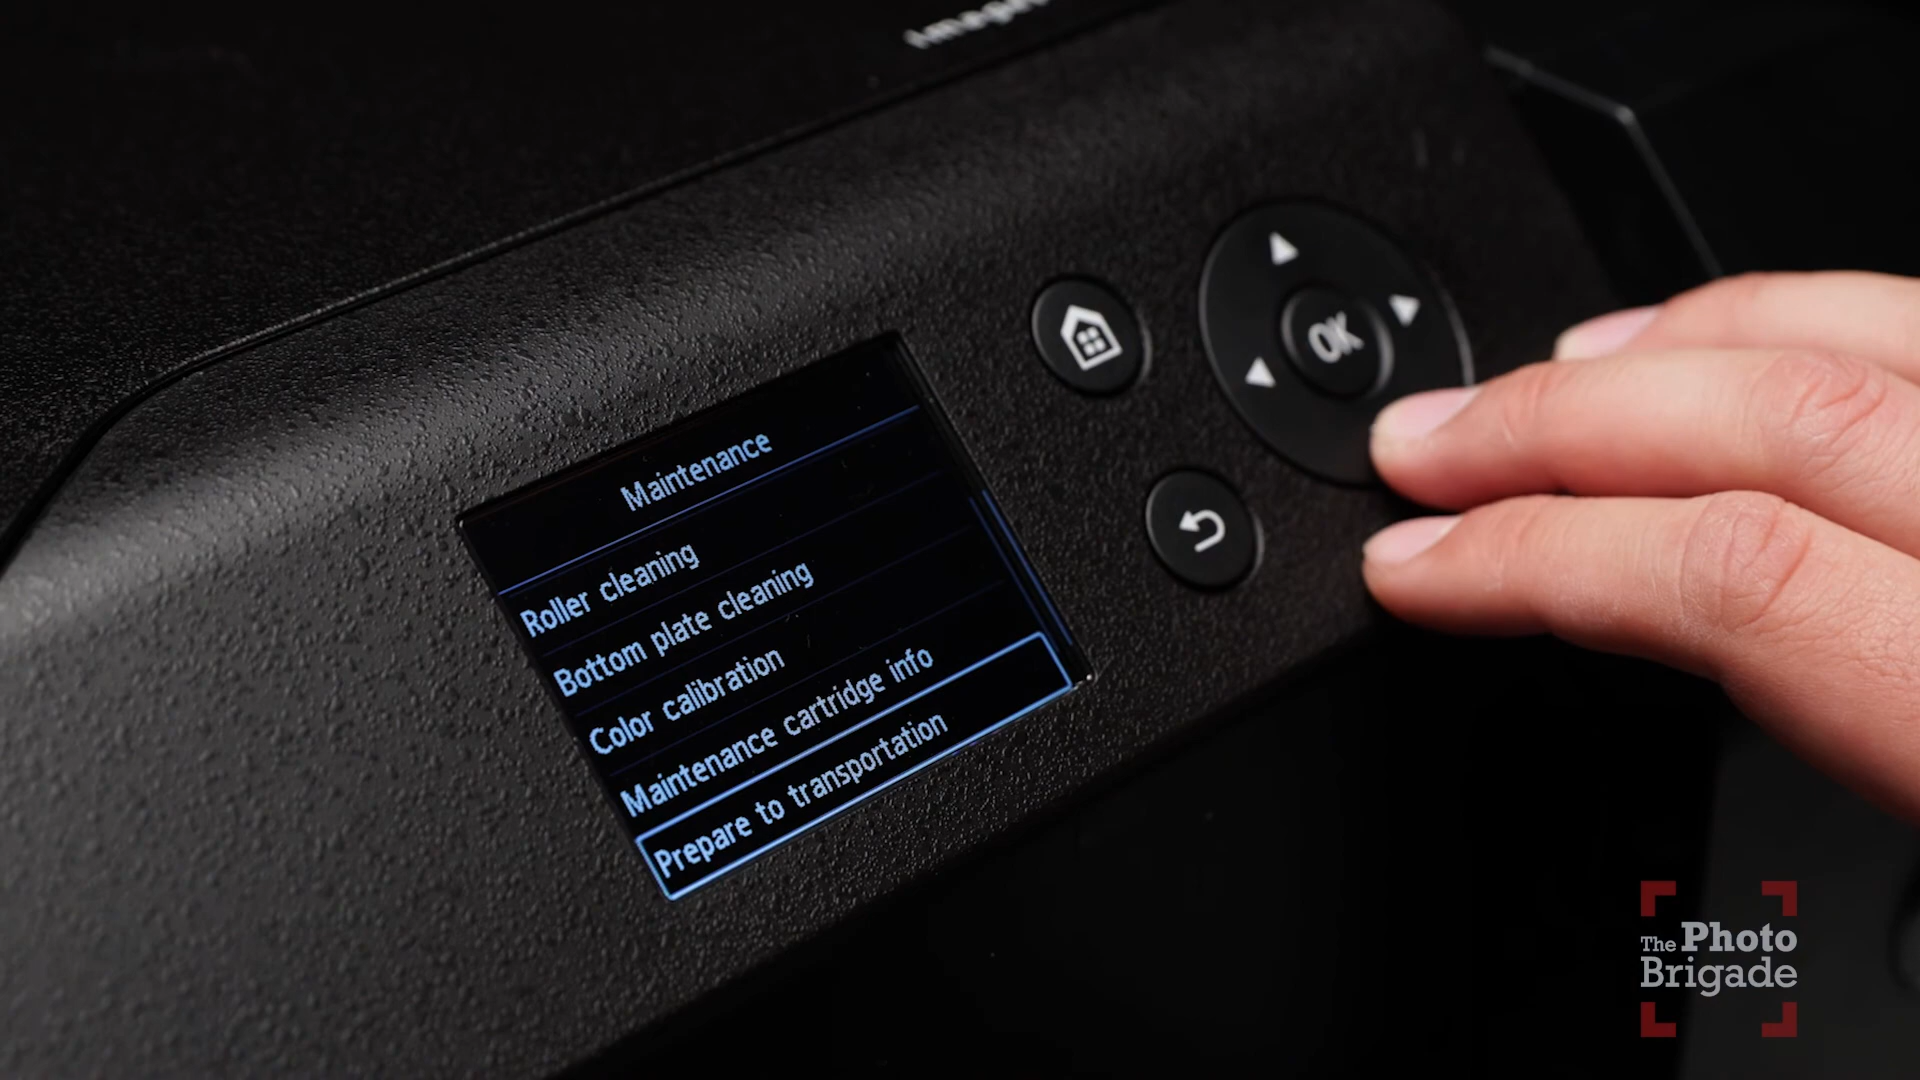 Maintenance
Roller cleaning
Bottom plate cleaning
Color calibration
Maintenance cartridge info
Prepare to transportation
OK
The Photo
Brigade